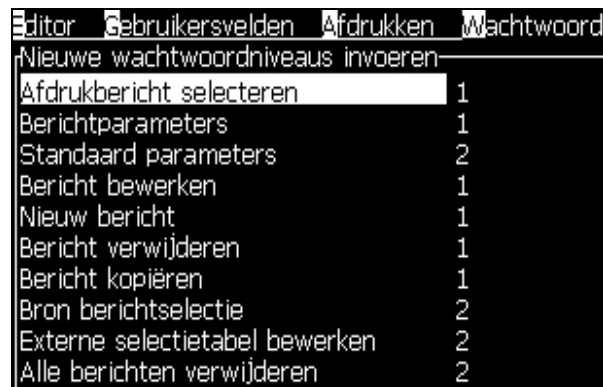 Editor Gebruikersvelden Afdrukken Wachtwoord
Nieuwe wachtwoordniveaus invoeren
Afdrukbericht selecteren 1
Berichtparameters 1
Standaard parameters 2
Bericht bewerken 1
Nieuw bericht 1
Bericht verwijderen 1
Bericht kopiëren 1
Bron berichtselectie 2
Externe selectietabel bewerken 2
Alle berichten verwijderen 2